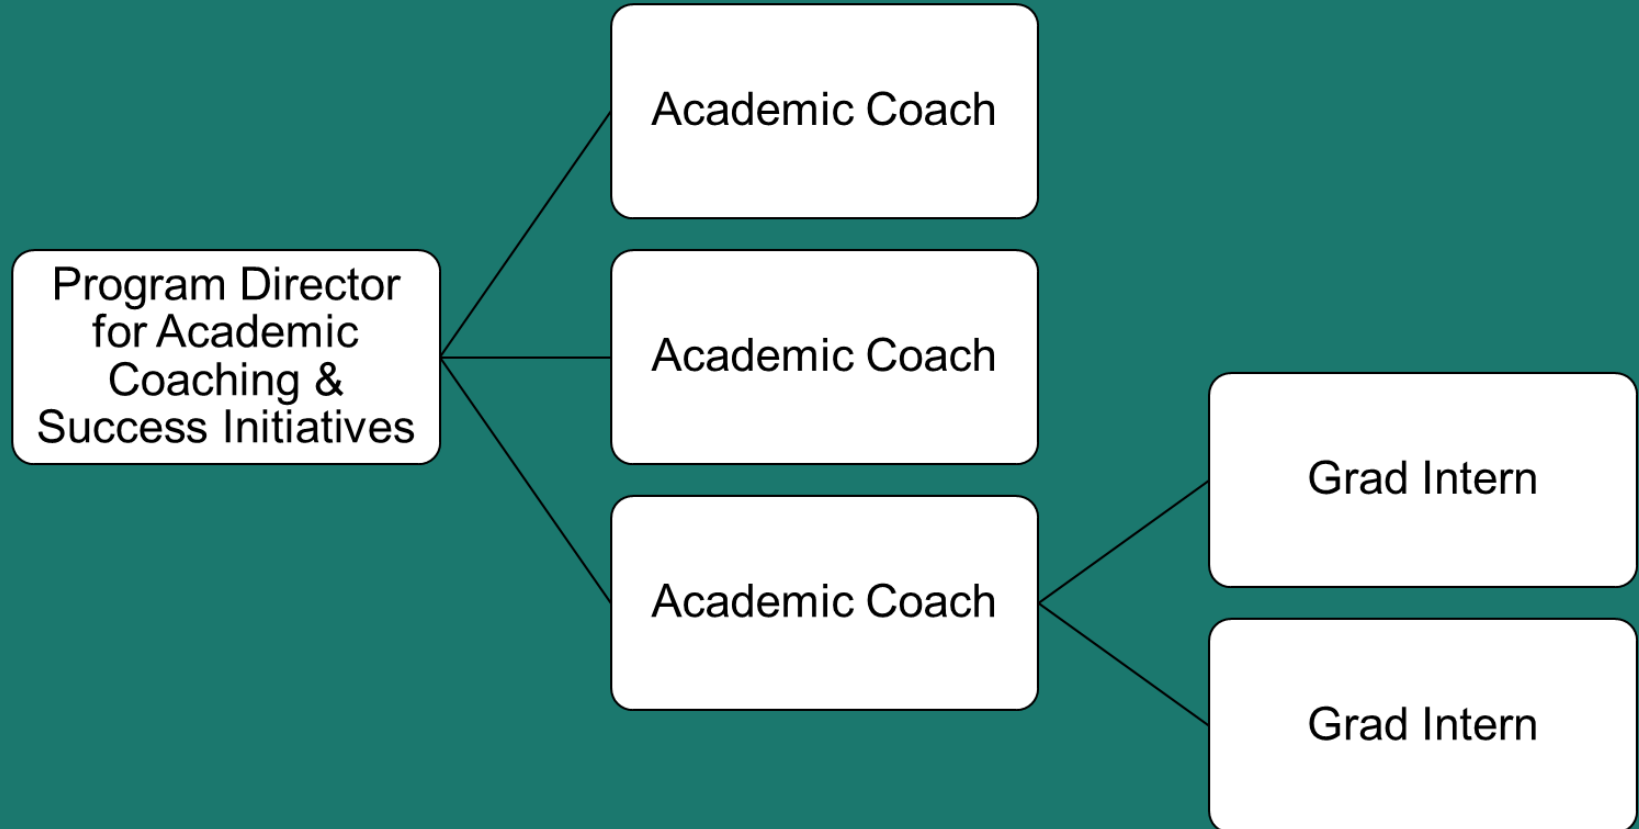 Program Director
for Academic
Coaching &
Success Initiatives
Academic Coach
Academic Coach
Academic Coach
Grad Intern
Grad Intern